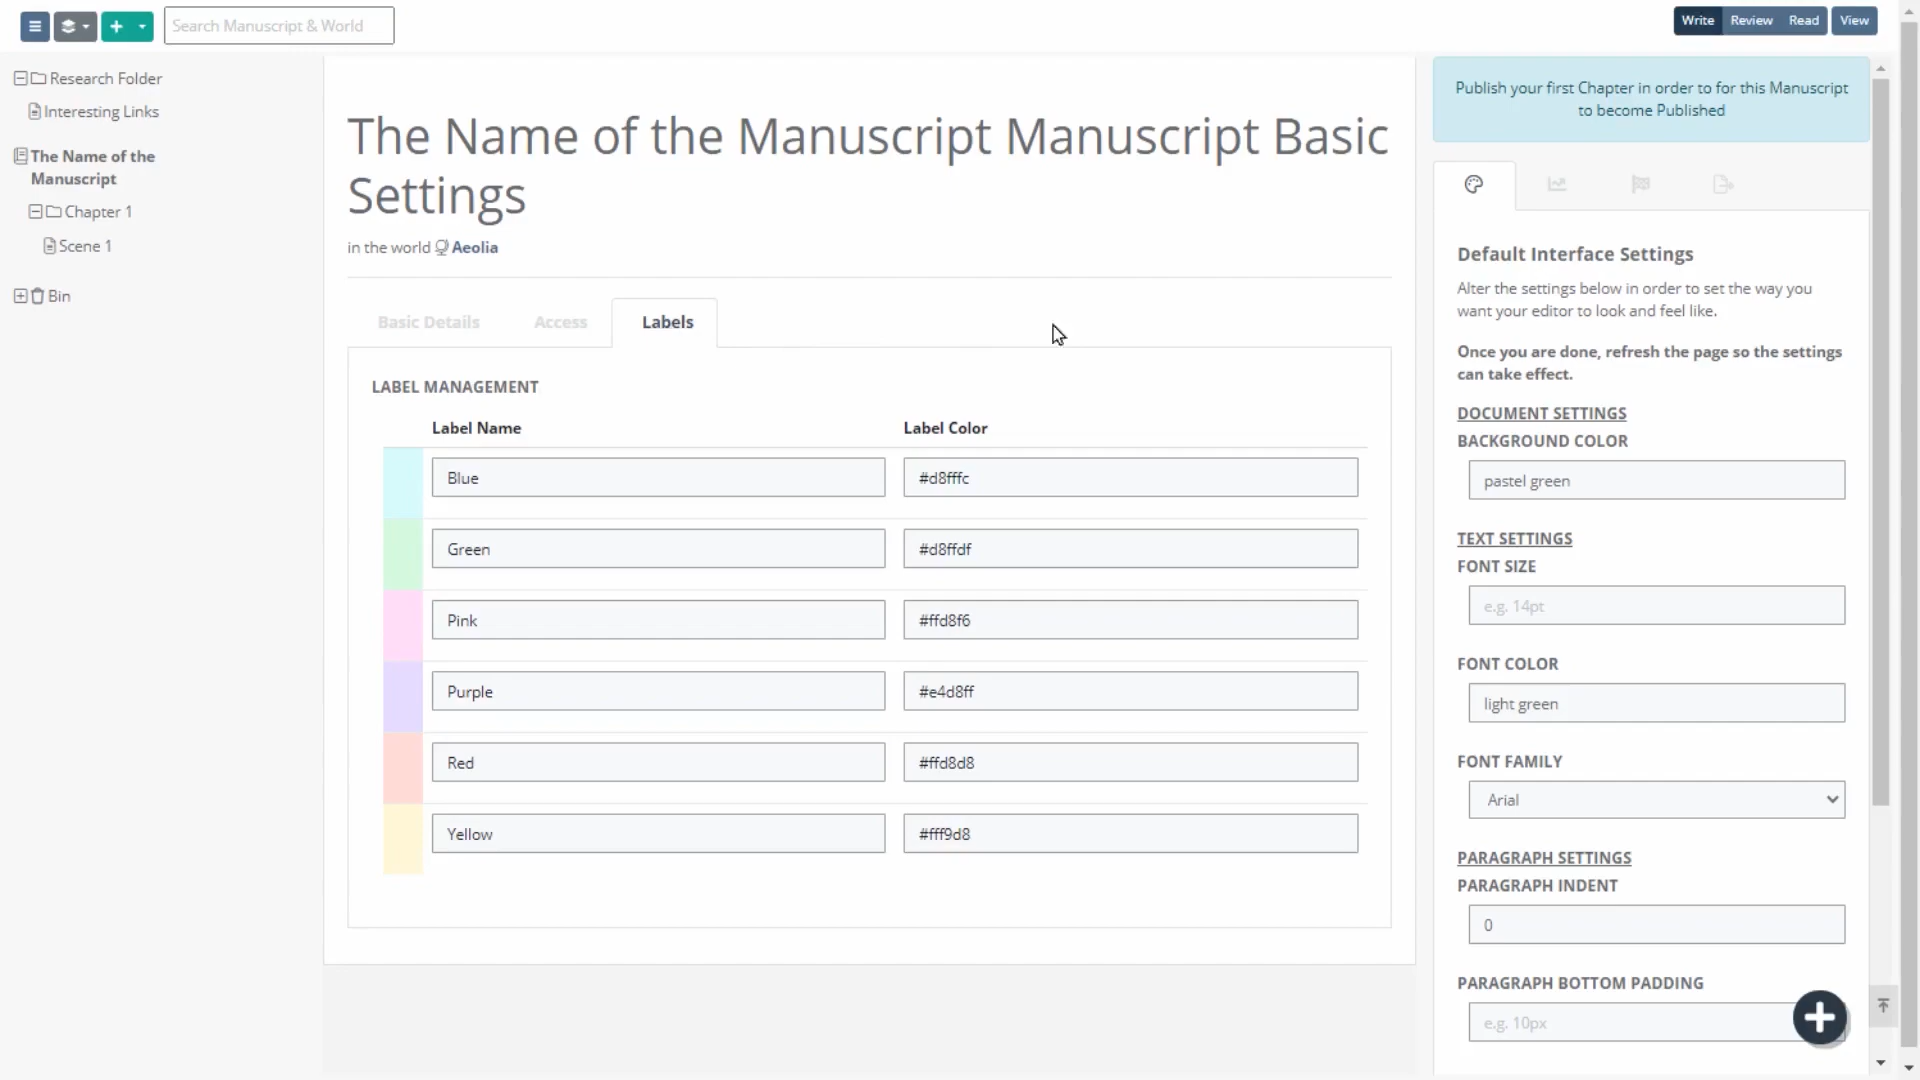 Search Manuscript & World
Write Review Read View
Research Folder
Interesting Links
The Name of the
Manuscript
Chapter 1
Scene 1
Bin
The Name of the Manuscript Manuscript Basic
Settings
in the world Aeolia
Basic Details Access Labels
LABEL MANAGEMENT
Label Name Label Color
Blue #d8fffc
Green #d8ffdf
Pink #ffd8f6
Purple #e4d8ff
Red #ffd8d8
Yellow #fff9d8
Publish your first Chapter in order to for this Manuscript
to become Published
Default Interface Settings
Alter the settings below in order to set the way you
want your editor to look and feel like.
Once you are done, refresh the page so the settings
can take effect.
DOCUMENT SETTINGS
BACKGROUND COLOR
pastel green
TEXT SETTINGS
FONT SIZE
e.g. 14pt
FONT COLOR
light green
FONT FAMILY
Arial
PARAGRAPH SETTINGS
PARAGRAPH INDENT
0
PARAGRAPH BOTTOM PADDING
e.g. 10px